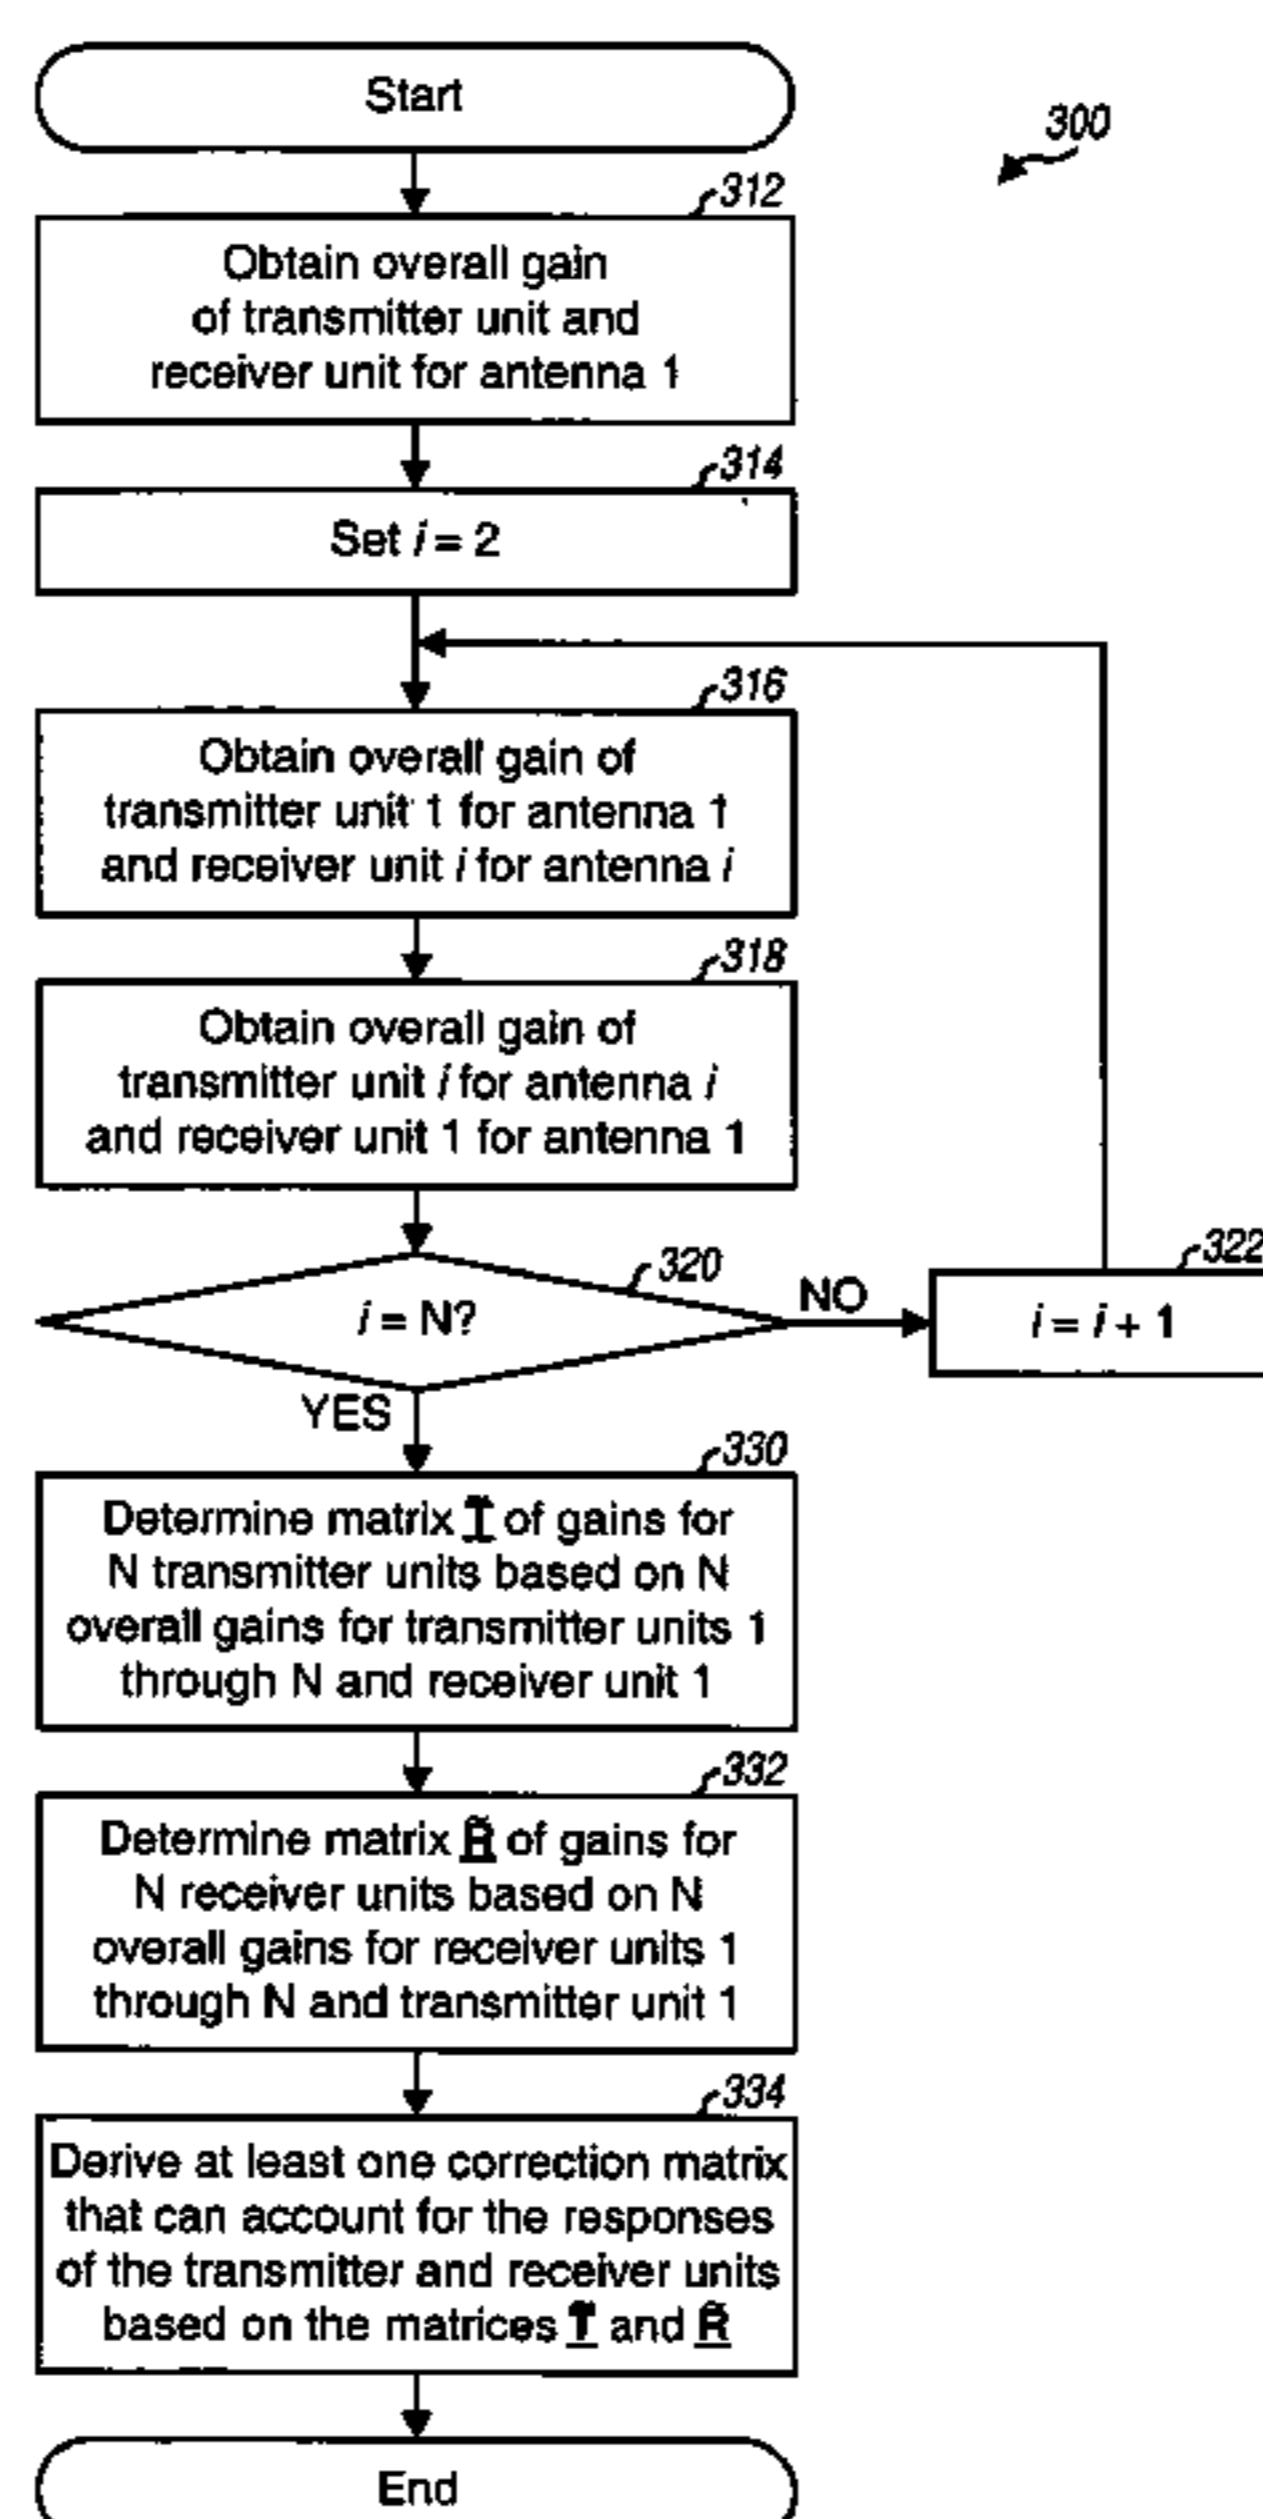 Start
300
312
Obtain overall gain
of transmitter unit and
receiver unit for antenna 1
314
Set i = 2
316
Obtain overall gain of
transmitter unit 1 for antenna 1
and receiver unit i for antenna i
318
Obtain overall gain of
transmitter unit i for antenna i
and receiver unit 1 for antenna 1
320
i = N?
NO
322
i = i + 1
YES
330
Determine matrix T̃ of gains for
N transmitter units based on N
overall gains for transmitter units 1
through N and receiver unit 1
332
Determine matrix R̃ of gains for
N receiver units based on N
overall gains for receiver units 1
through N and transmitter unit 1
334
Derive at least one correction matrix
that can account for the responses
of the transmitter and receiver units
based on the matrices T̃ and R̃
End